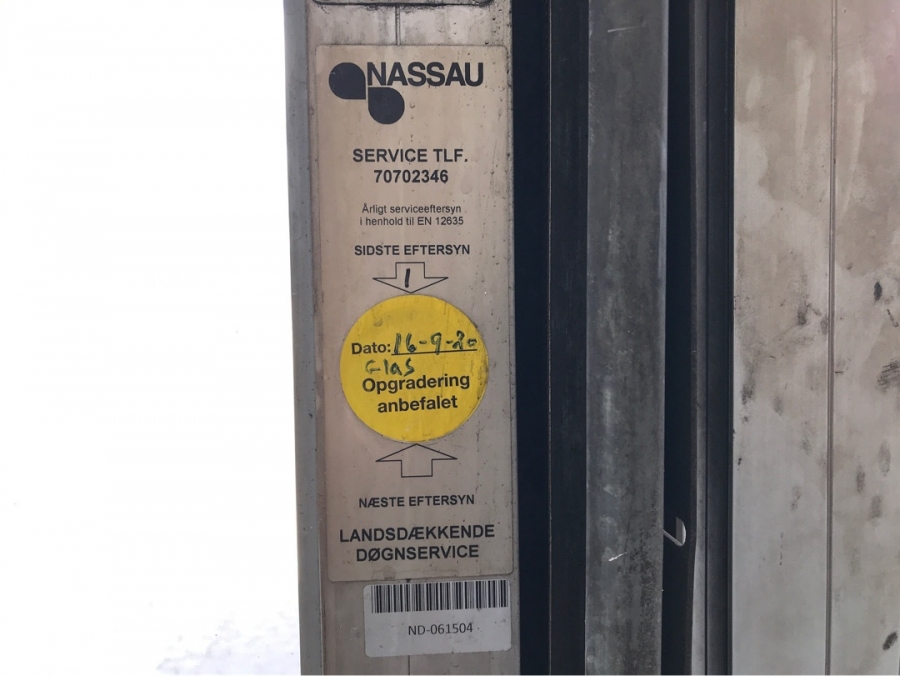 NASSAU
SERVICE TLF.
70702346
Årligt serviceeftersyn
i henhold til EN 12635
SIDSTE EFTERSYN
1
Dato: 16-9-20
Glas
Opgradering
anbefalet
NÆSTE EFTERSYN
LANDSDÆKKENDE
DØGNSERVICE
ND-061504